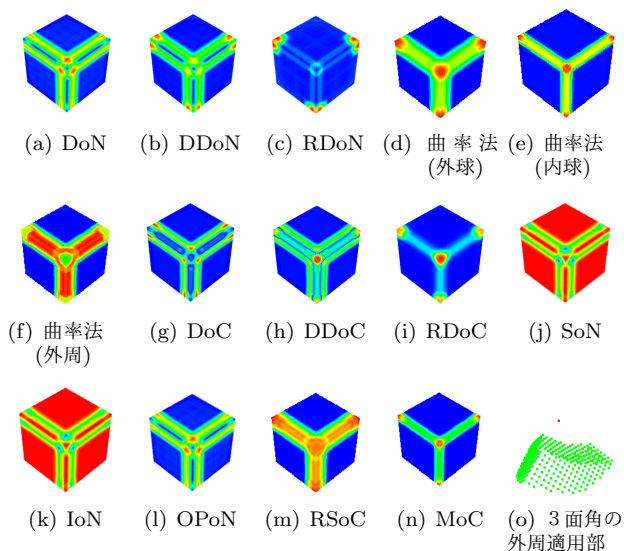 (a) DoN (b) DDoN (c) RDoN (d) 曲率法 (e) 曲率法
(外球) (内球)
(f) 曲率法 (g) DoC (h) DDoC (i) RDoC (j) SoN
(外周)
(k) IoN (l) OPoN (m) RSoC (n) MoC (o) 3面角の
外周適用部